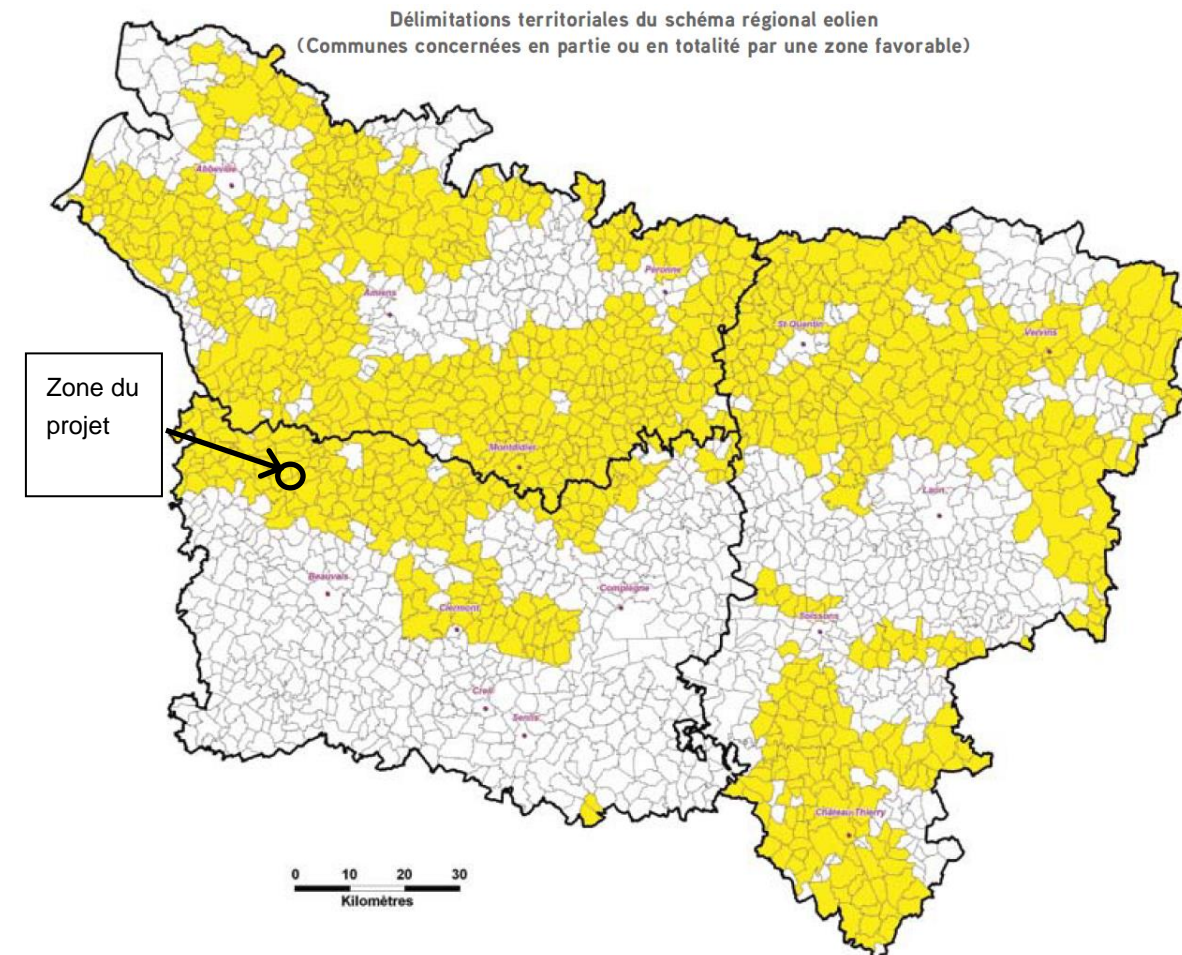 Délimitations territoriales du schéma régional eolien
(Communes concernées en partie ou en totalité par une zone favorable)
Abbeville
Amiens
Péronne
St-Quentin
Vervins
Zone du
projet
Montdidier
Laon
Beauvais
Compiègne
Clermont
Soissons
Creil
Senlis
Château-Thierry
0 10 20 30
Kilomètres